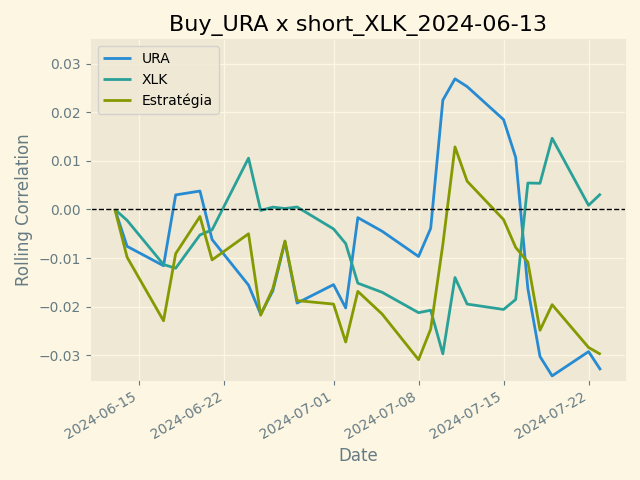 Buy_URA x short_XLK_2024-06-13
URA
XLK
Estratégia
Rolling Correlation
0.03
0.02
0.01
0.00
−0.01
−0.02
−0.03
2024-06-15
2024-06-22
2024-07-01
2024-07-08
2024-07-15
2024-07-22
Date